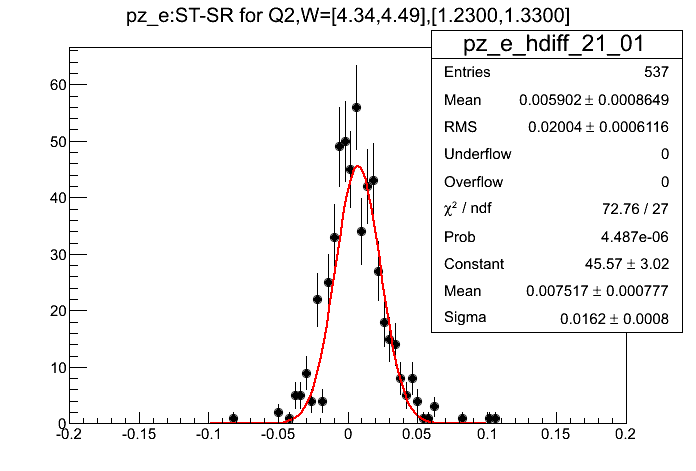 pz_e:ST-SR for Q2,W=[4.34,4.49],[1.2300,1.3300]
pz_e_hdiff_21_01
Entries 537
Mean 0.005902 ± 0.0008649
RMS 0.02004 ± 0.0006116
Underflow 0
Overflow 0
χ² / ndf 72.76 / 27
Prob 4.487e-06
Constant 45.57 ± 3.02
Mean 0.007517 ± 0.000777
Sigma 0.0162 ± 0.0008
60
50
40
30
20
10
0
-0.2 -0.15 -0.1 -0.05 0 0.05 0.1 0.15 0.2